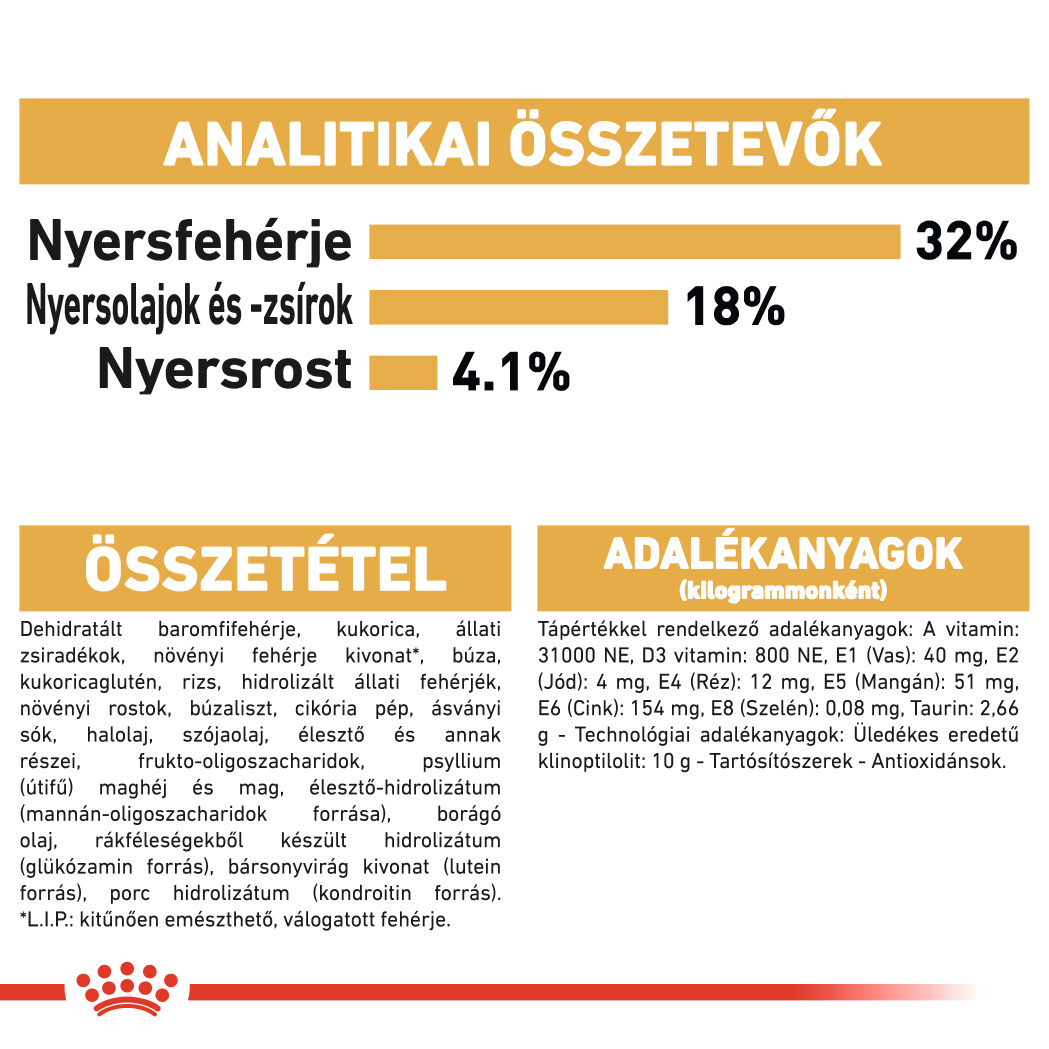 ANALITIKAI ÖSSZETEVŐK
Nyersfehérje 32%
Nyersolajok és -zsírok 18%
Nyersrost 4.1%
ÖSSZETÉTEL
Dehidratált baromfifehérje, kukorica, állati
zsiradékok, növényi fehérje kivonat*, búza,
kukoricaglutén, rizs, hidrolizált állati fehérjék,
növényi rostok, búzaliszt, cikória pép, ásványi
sók, halolaj, szójaolaj, élesztő és annak
részei, frukto-oligoszacharidok, psyllium
(útifű) maghéj és mag, élesztő-hidrolizátum
(mannán-oligoszacharidok forrása), borágó
olaj, rákféleségekből készült hidrolizátum
(glükózamin forrás), bársonyvirág kivonat (lutein
forrás), porc hidrolizátum (kondroitin forrás).
*L.I.P.: kitűnően emészthető, válogatott fehérje.
ADALÉKANYAGOK
(kilogrammonként)
Tápértékkel rendelkező adalékanyagok: A vitamin:
31000 NE, D3 vitamin: 800 NE, E1 (Vas): 40 mg, E2
(Jód): 4 mg, E4 (Réz): 12 mg, E5 (Mangán): 51 mg,
E6 (Cink): 154 mg, E8 (Szelén): 0,08 mg, Taurin: 2,66
g - Technológiai adalékanyagok: Üledékes eredetű
klinoptilolit: 10 g - Tartósítószerek - Antioxidánsok.